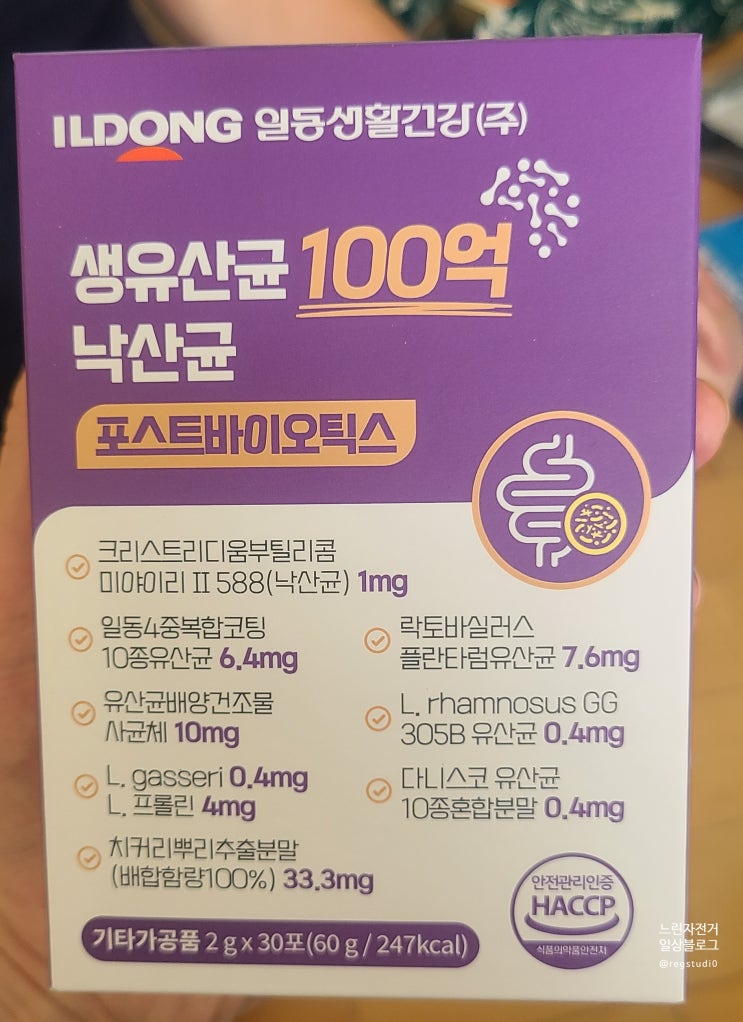 ILDONG 일동생활건강(주)
생유산균 100억
낙산균
포스트바이오틱스
크리스트리디움부틸리콤
미야이리 II 588(낙산균) 1mg
일동4중복합코팅
10종유산균 6.4mg
락토바실러스
플란타럼유산균 7.6mg
유산균배양건조물
사균체 10mg
L. rhamnosus GG
305B 유산균 0.4mg
L. gasseri 0.4mg
L. 프롤린 4mg
다니스코 유산균
10종혼합분말 0.4mg
치커리뿌리추출분말
(배합함량100%) 33.3mg
안전관리인증
HACCP
식품의약품안전처
기타가공품 2 g x 30포(60 g / 247kcal)
느린자전거
일상블로그
@regstudi0